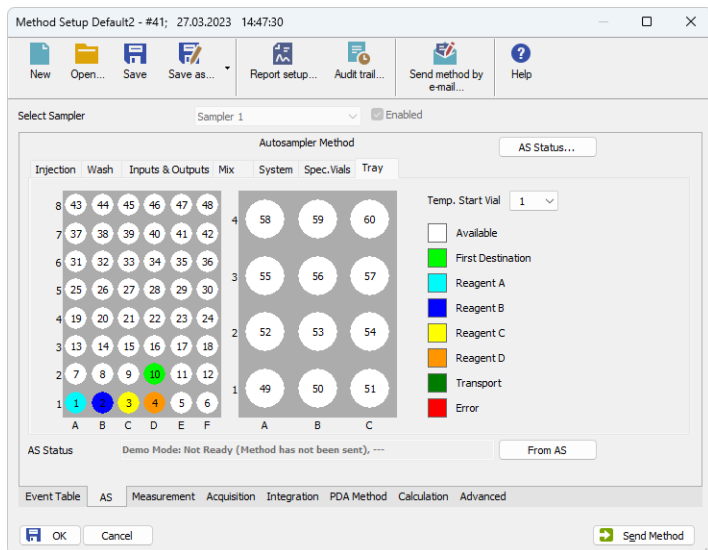 Method Setup Default2 - #41; 27.03.2023 14:47:30
New Open... Save Save as... Report setup... Audit trail... Send method by e-mail... Help
Select Sampler Sampler 1 Enabled
Autosampler Method AS Status...
Injection Wash Inputs & Outputs Mix System Spec.Vials Tray
Temp. Start Vial 1
8 43 44 45 46 47 48
7 37 38 39 40 41 42
6 31 32 33 34 35 36
5 25 26 27 28 29 30
4 19 20 21 22 23 24
3 13 14 15 16 17 18
2 7 8 9 10 11 12
1 1 2 3 4 5 6
A B C D E F
4 58 59 60
3 55 56 57
2 52 53 54
1 49 50 51
A B C
Available
First Destination
Reagent A
Reagent B
Reagent C
Reagent D
Transport
Error
AS Status Demo Mode: Not Ready (Method has not been sent), --- From AS
Event Table AS Measurement Acquisition Integration PDA Method Calculation Advanced
OK Cancel Send Method